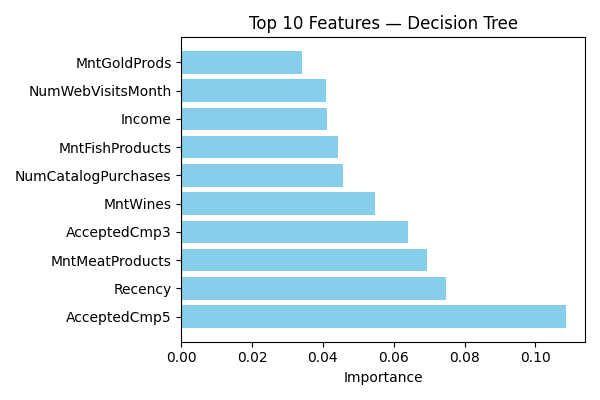 Top 10 Features — Decision Tree
MntGoldProds
NumWebVisitsMonth
Income
MntFishProducts
NumCatalogPurchases
MntWines
AcceptedCmp3
MntMeatProducts
Recency
AcceptedCmp5
0.00 0.02 0.04 0.06 0.08 0.10
Importance